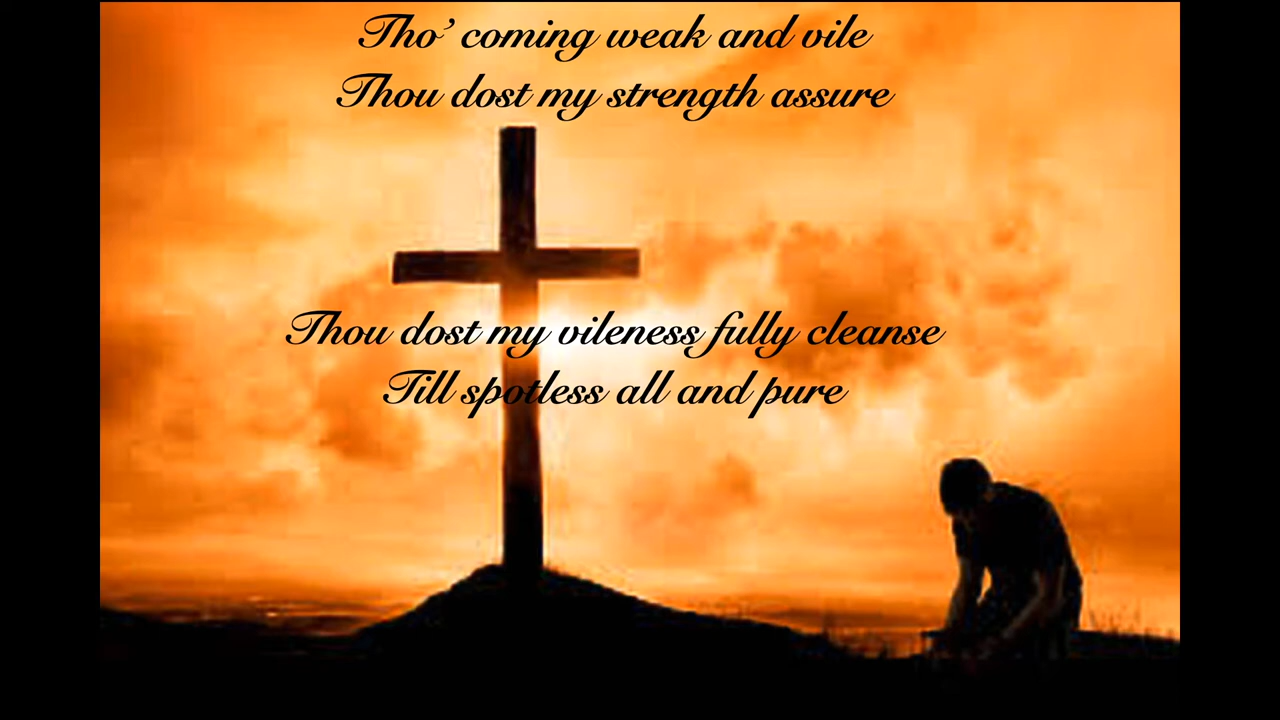 Tho’ coming weak and vile
Thou dost my strength assure
Thou dost my vileness fully cleanse
Till spotless all and pure